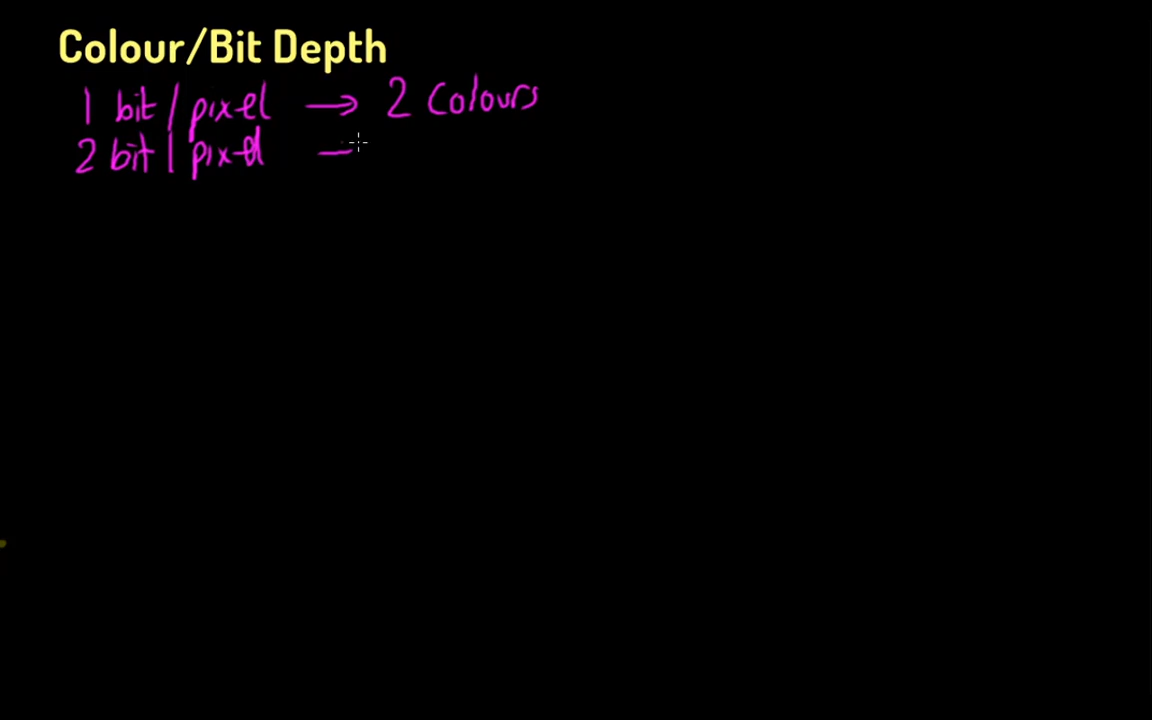 Colour/Bit Depth
1 bit / pixel → 2 Colours
2 bit / pixel —